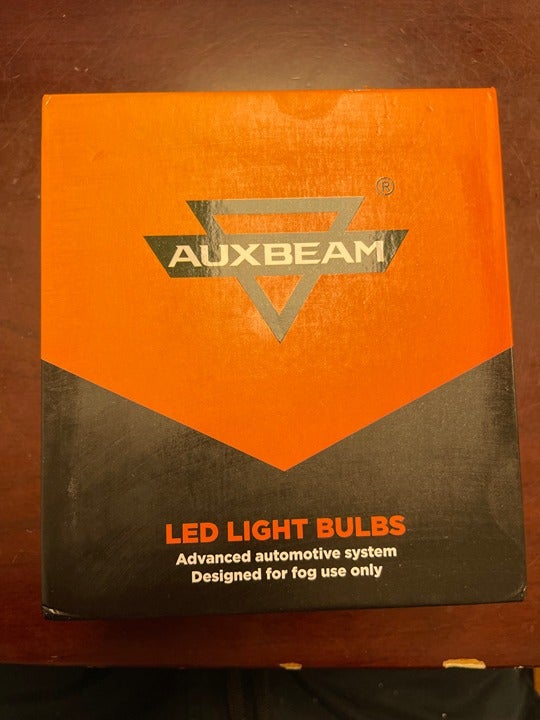 ®
AUXBEAM
LED LIGHT BULBS
Advanced automotive system
Designed for fog use only